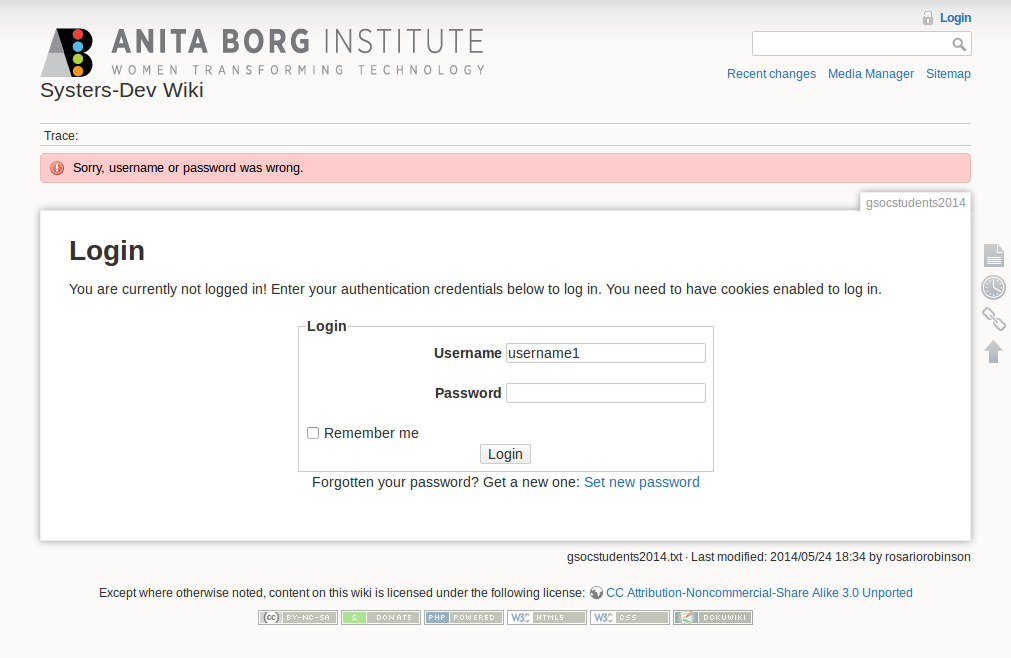 Login
ANITA BORG INSTITUTE
WOMEN TRANSFORMING TECHNOLOGY
Systers-Dev Wiki
Recent changes Media Manager Sitemap
Trace:
Sorry, username or password was wrong.
gsocstudents2014
Login
You are currently not logged in! Enter your authentication credentials below to log in. You need to have cookies enabled to log in.
Login
Username username1
Password
Remember me
Login
Forgotten your password? Get a new one: Set new password
gsocstudents2014.txt · Last modified: 2014/05/24 18:34 by rosariorobinson
Except where otherwise noted, content on this wiki is licensed under the following license: CC Attribution-Noncommercial-Share Alike 3.0 Unported
cc BY-NC-SA $ DONATE PHP POWERED W3C HTML5 W3C CSS DOKUWIKI